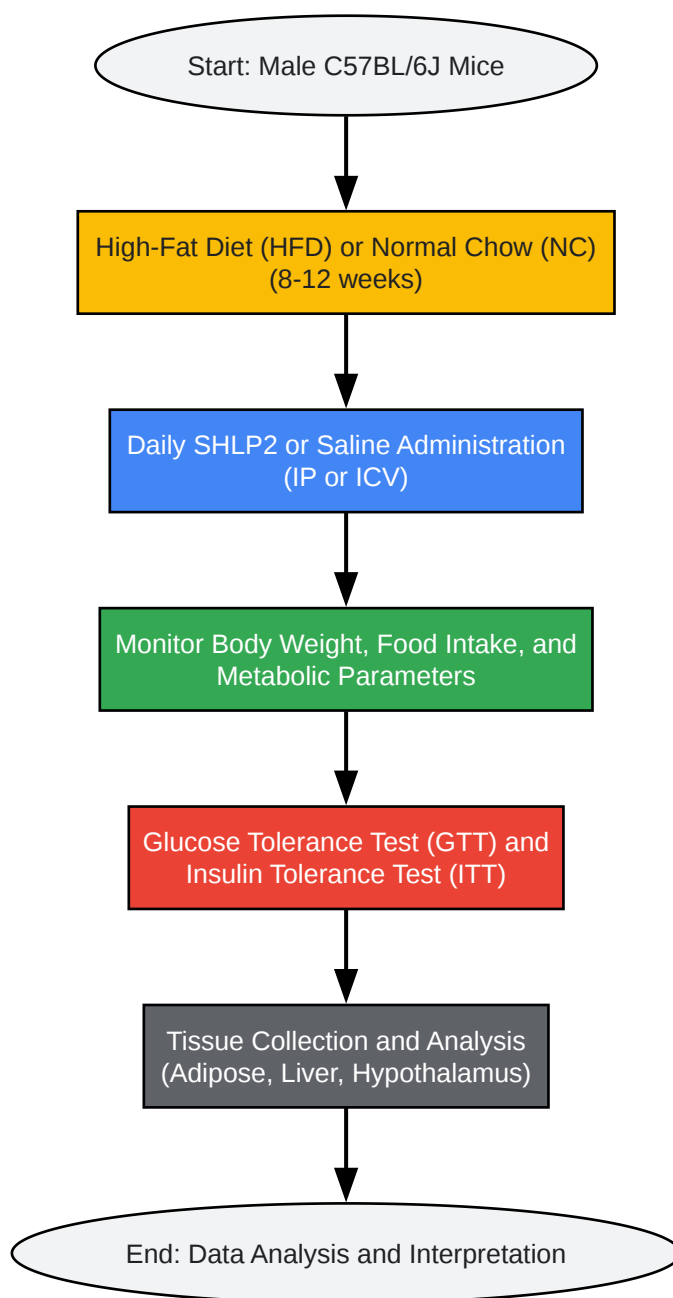 Start: Male C57BL/6J Mice
High-Fat Diet (HFD) or Normal Chow (NC)
(8-12 weeks)
Daily SHLP2 or Saline Administration
(IP or ICV)
Monitor Body Weight, Food Intake, and
Metabolic Parameters
Glucose Tolerance Test (GTT) and
Insulin Tolerance Test (ITT)
Tissue Collection and Analysis
(Adipose, Liver, Hypothalamus)
End: Data Analysis and Interpretation